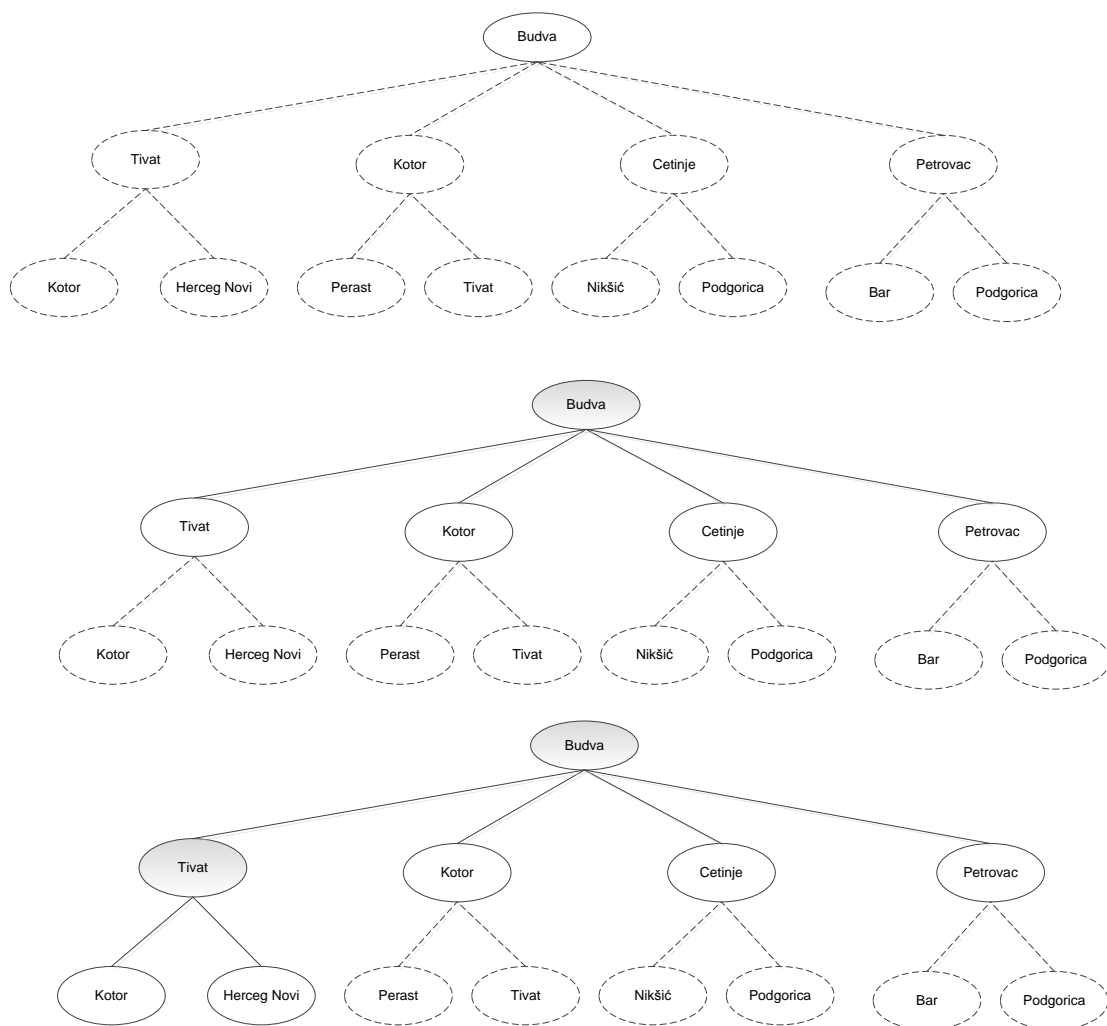 Budva
Tivat Kotor Cetinje Petrovac
Kotor Herceg Novi Perast Tivat Nikšić Podgorica Bar Podgorica
Budva
Tivat Kotor Cetinje Petrovac
Kotor Herceg Novi Perast Tivat Nikšić Podgorica Bar Podgorica
Budva
Tivat Kotor Cetinje Petrovac
Kotor Herceg Novi Perast Tivat Nikšić Podgorica Bar Podgorica